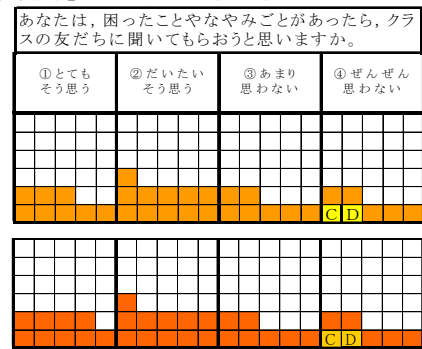 あなたは，困ったことやなやみごとがあったら，クラ
スの友だちに聞いてもらおうと思いますか。
①とても
そう思う
②だいたい
そう思う
③あまり
思わない
④ぜんぜん
思わない
C D
C D